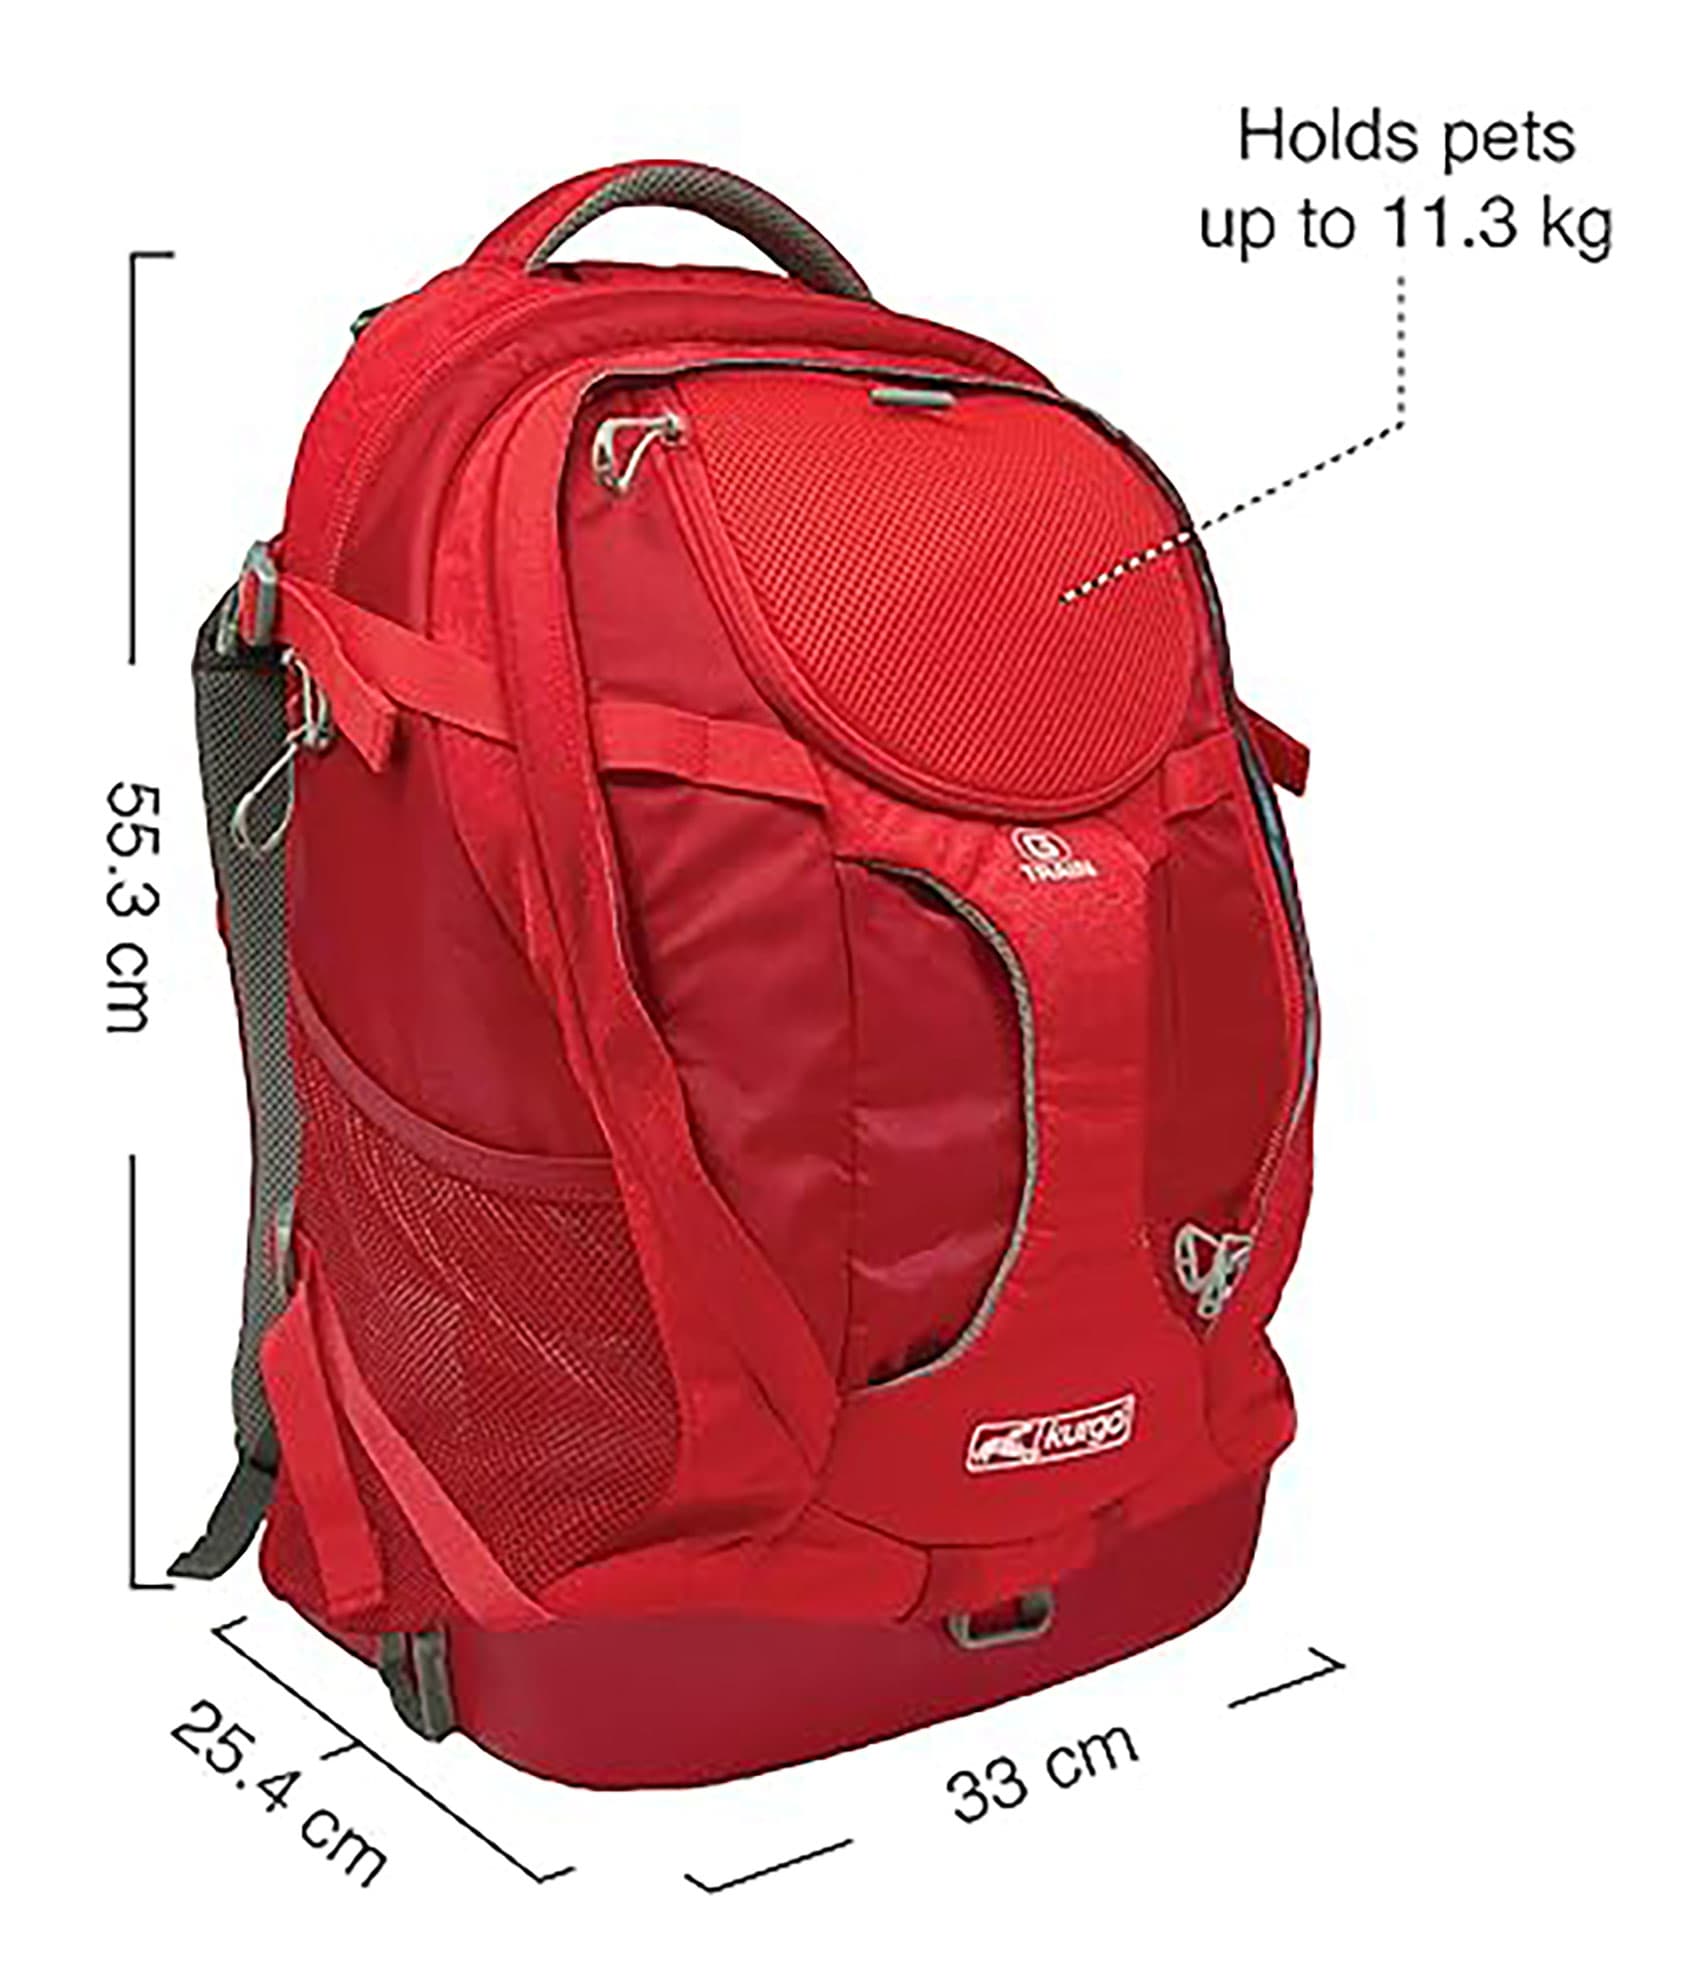 Holds pets
up to 11.3 kg
55.3 cm
G
TRAIN
kurgo
25.4 cm
33 cm